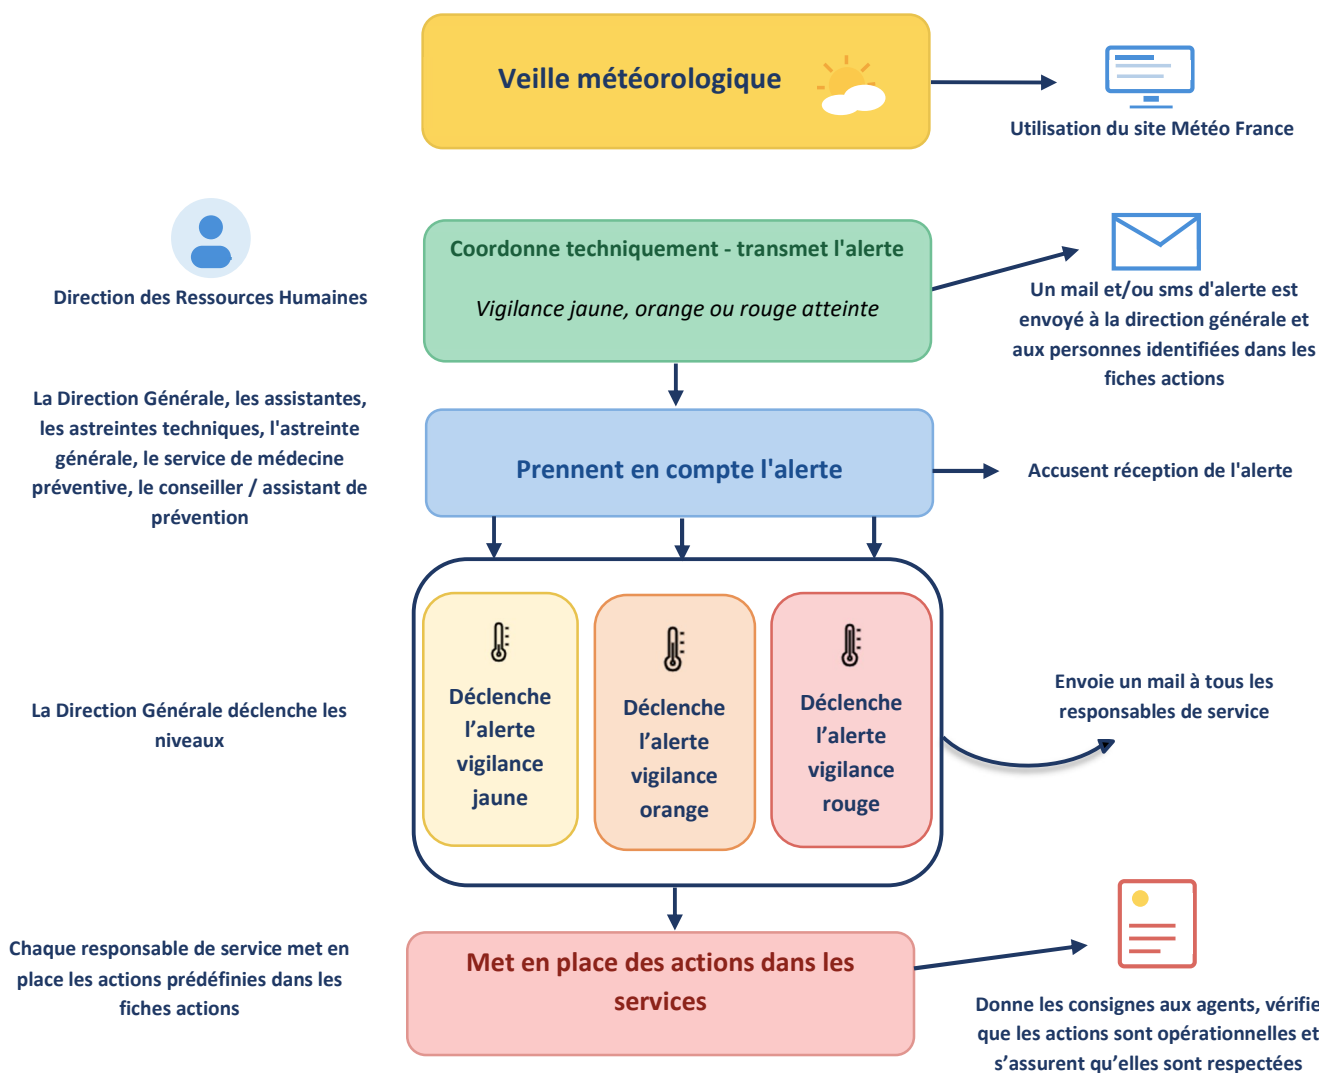 Veille météorologique
Utilisation du site Météo France
Direction des Ressources Humaines
Coordonne techniquement - transmet l'alerte
Vigilance jaune, orange ou rouge atteinte
Un mail et/ou sms d'alerte est
envoyé à la direction générale et
aux personnes identifiées dans les
fiches actions
La Direction Générale, les assistantes,
les astreintes techniques, l'astreinte
générale, le service de médecine
préventive, le conseiller / assistant de
prévention
Prennent en compte l'alerte
Accusent réception de l'alerte
La Direction Générale déclenche les
niveaux
Déclenche
l’alerte
vigilance
jaune
Déclenche
l’alerte
vigilance
orange
Déclenche
l’alerte
vigilance
rouge
Envoie un mail à tous les
responsables de service
Chaque responsable de service met en
place les actions prédéfinies dans les
fiches actions
Met en place des actions dans les
services
Donne les consignes aux agents, vérifie
que les actions sont opérationnelles et
s’assurent qu’elles sont respectées